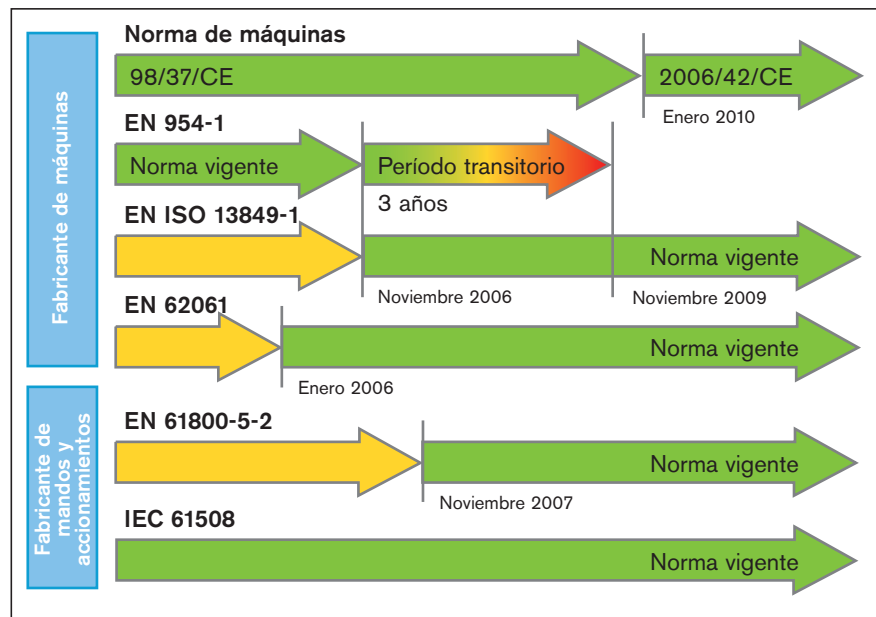 Fabricante de máquinas
Norma de máquinas
98/37/CE
2006/42/CE
Enero 2010
EN 954-1
Norma vigente
Período transitorio
3 años
EN ISO 13849-1
Norma vigente
Noviembre 2006
Noviembre 2009
EN 62061
Norma vigente
Enero 2006
Fabricante de
mandos y
accionamientos
EN 61800-5-2
Norma vigente
Noviembre 2007
IEC 61508
Norma vigente